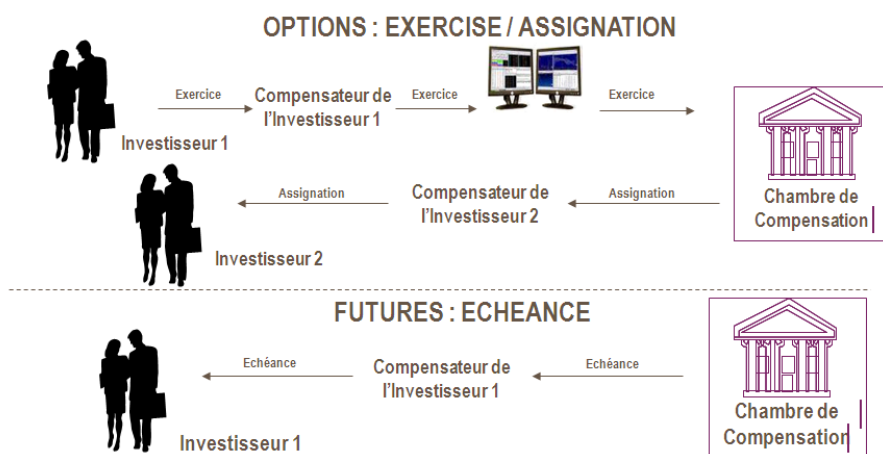 OPTIONS : EXERCISE / ASSIGNATION
Exercice
Compensateur de
l'Investisseur 1
Exercice
Exercice
Investisseur 1
Chambre de
Compensation
Assignation
Compensateur de
l'Investisseur 2
Assignation
Investisseur 2
FUTURES : ECHEANCE
Echéance
Compensateur de
l'Investisseur 1
Echéance
Chambre de
Compensation
Investisseur 1